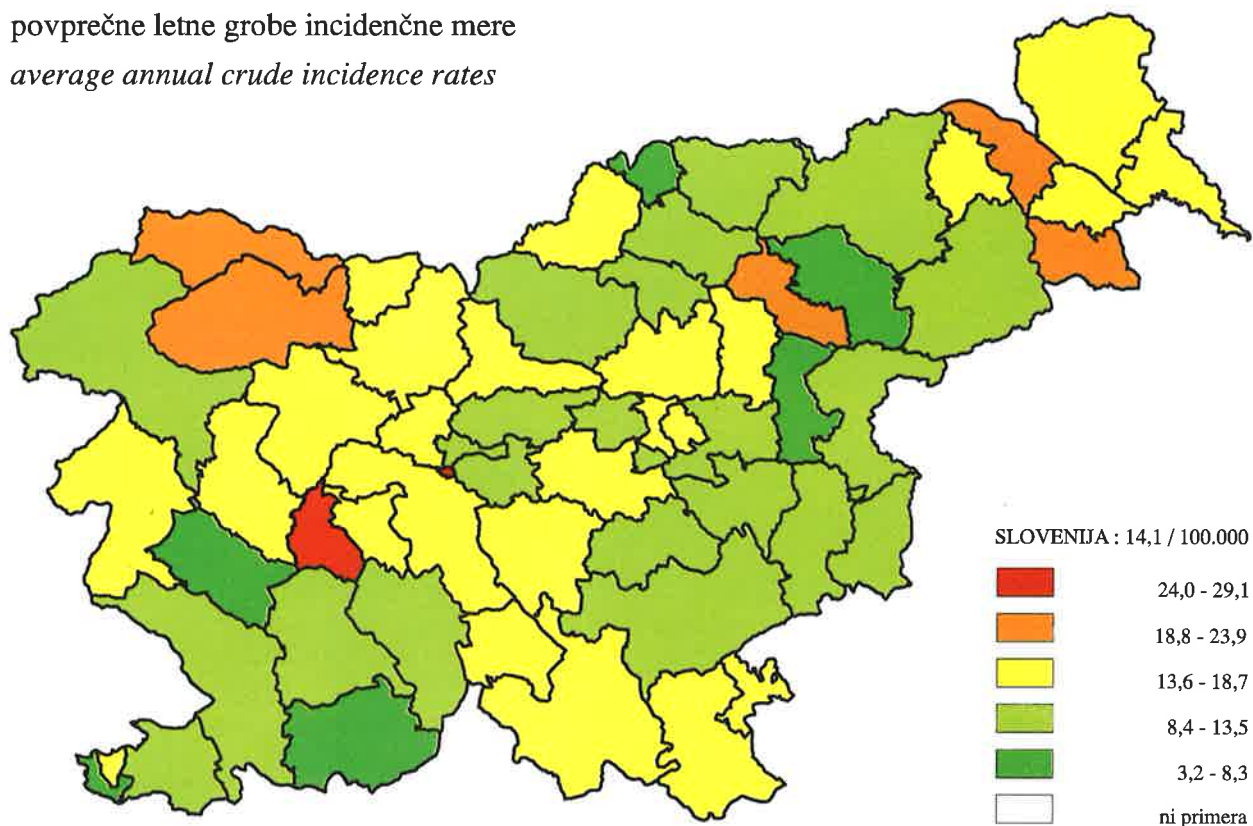 povprečne letne grobe incidenčne mere
average annual crude incidence rates
SLOVENIJA : 14,1 / 100.000
24,0 - 29,1
18,8 - 23,9
13,6 - 18,7
8,4 - 13,5
3,2 - 8,3
ni primera